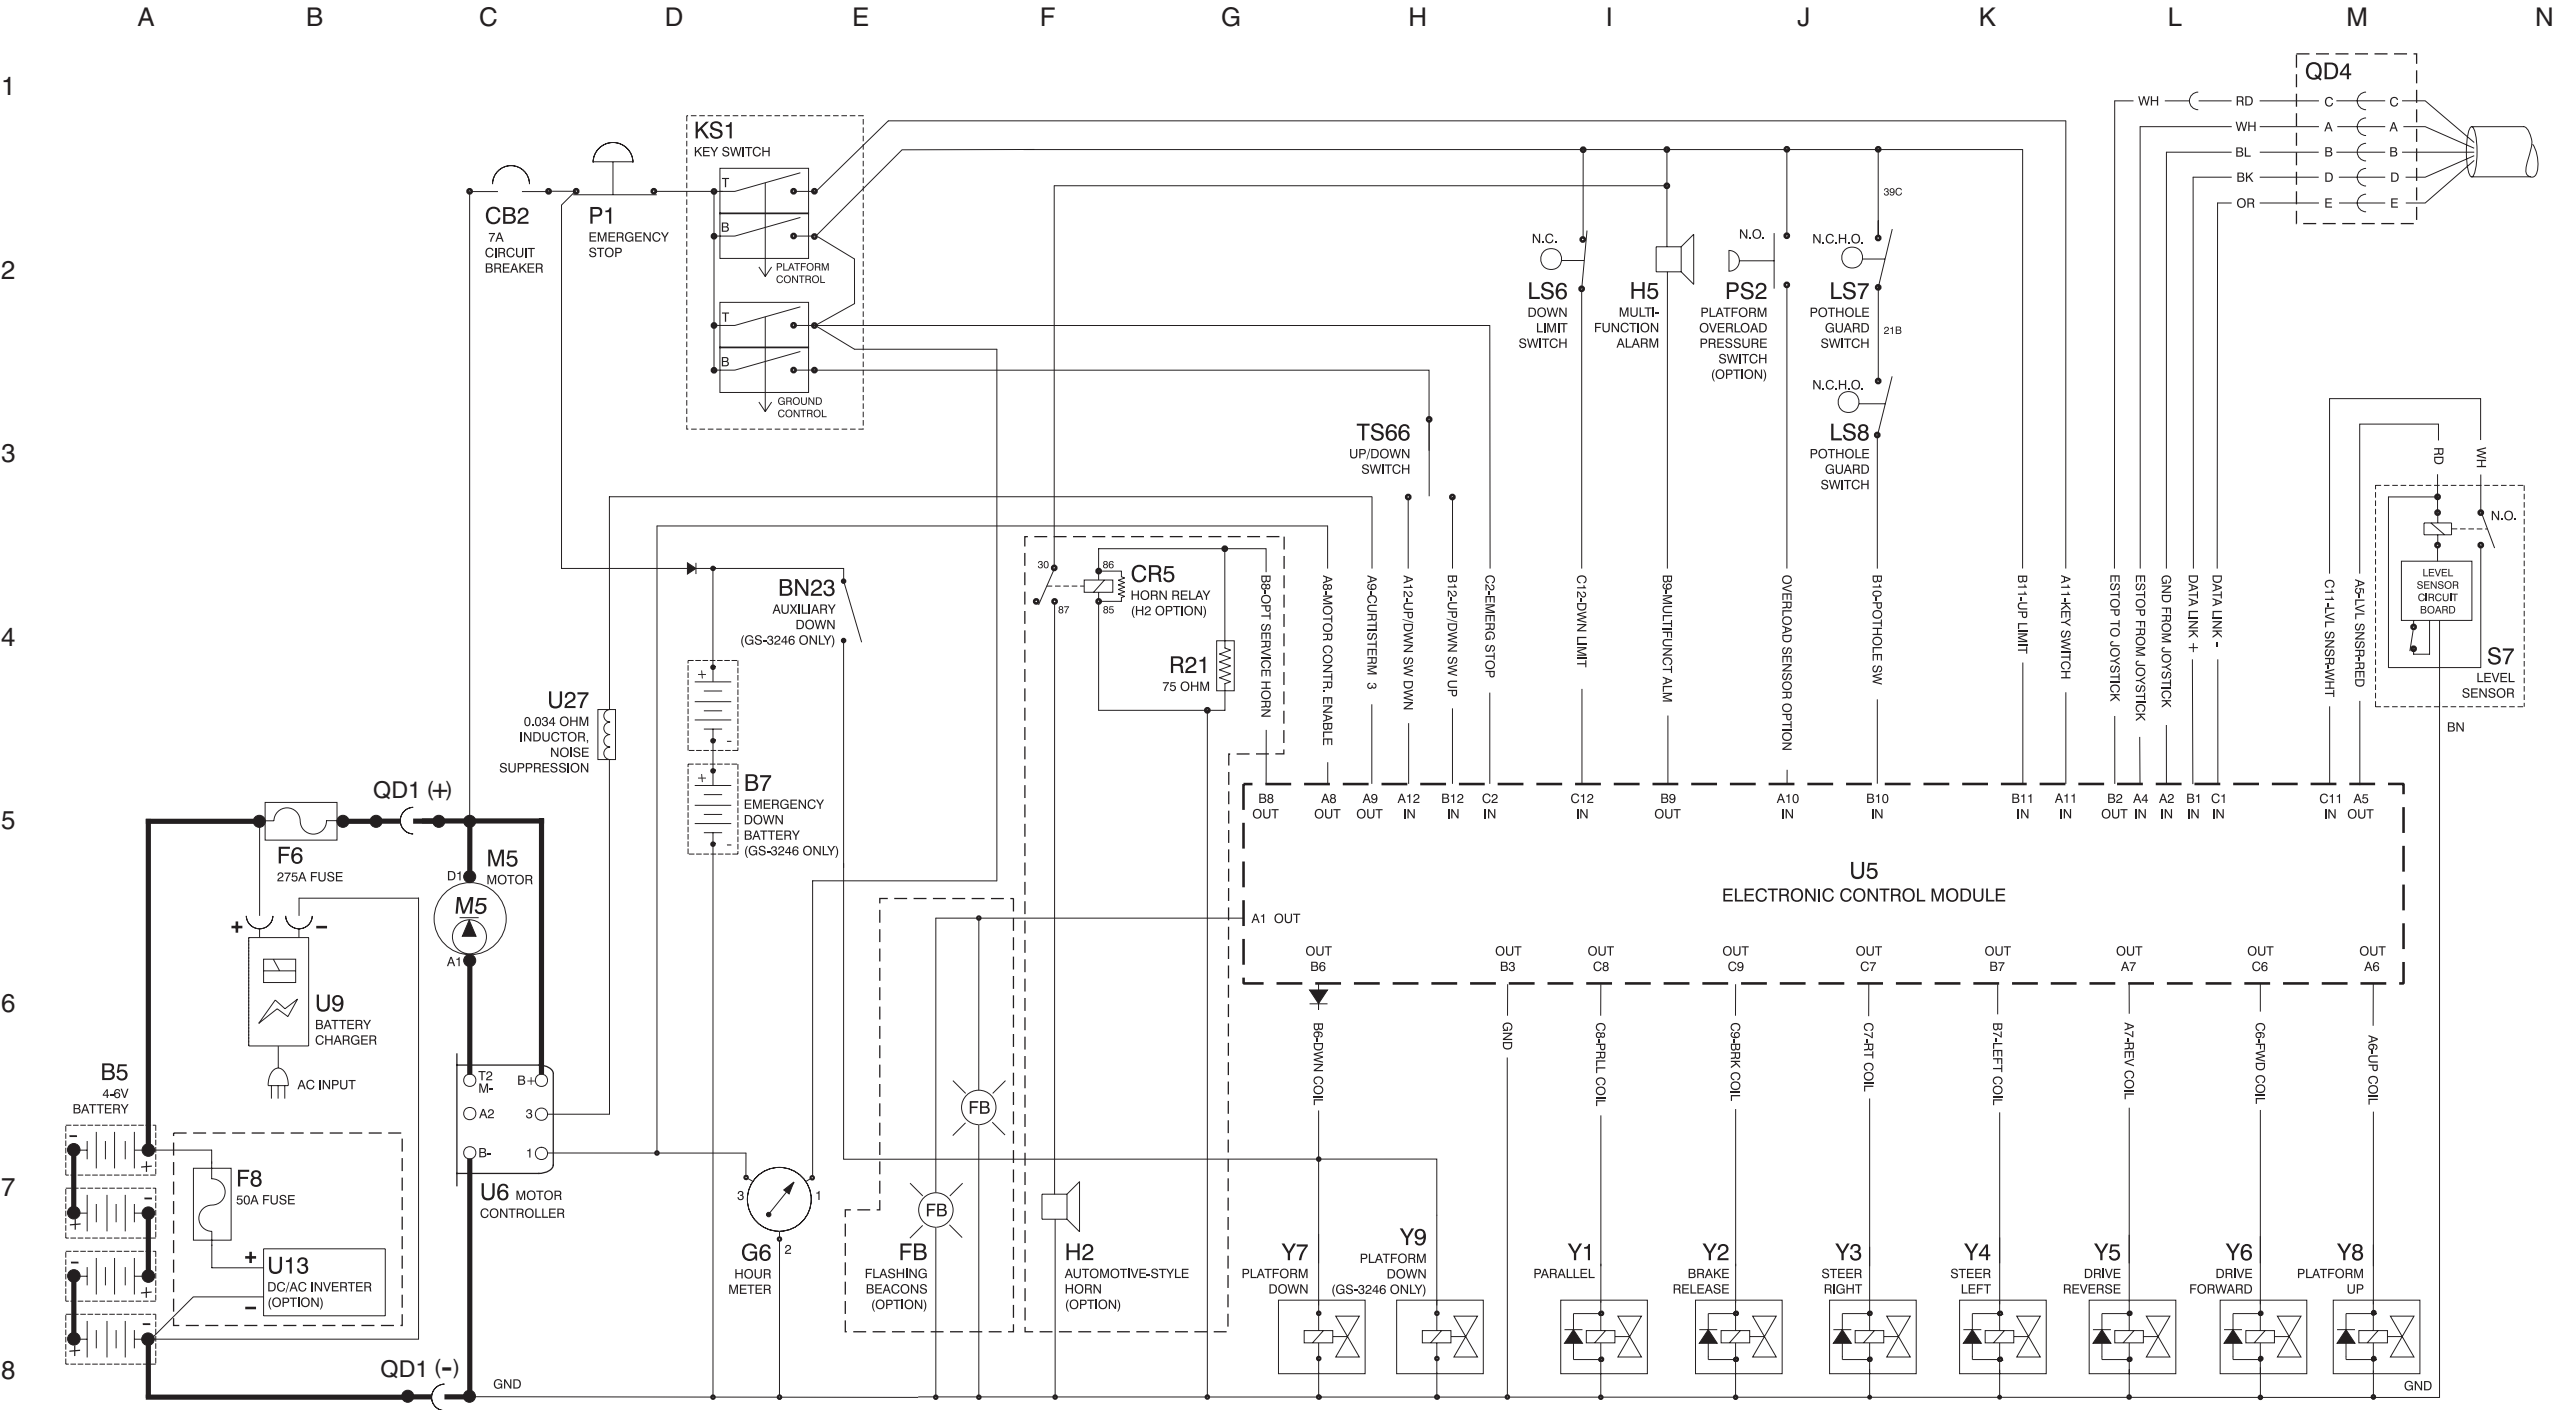 A B C D E F G H I J K L M N
1
2
3
4
5
6
7
8
QD4
WH RD C C
WH A A
BL B B
BK D D
OR E E
KS1
KEY SWITCH
T
B
PLATFORM
CONTROL
T
B
GROUND
CONTROL
CB2
7A
CIRCUIT
BREAKER
P1
EMERGENCY
STOP
N.C.
LS6
DOWN
LIMIT
SWITCH
H5
MULTI-
FUNCTION
ALARM
N.O.
PS2
PLATFORM
OVERLOAD
PRESSURE
SWITCH
(OPTION)
39C
N.C.H.O.
LS7
POTHOLE
GUARD
SWITCH
21B
N.C.H.O.
LS8
POTHOLE
GUARD
SWITCH
TS66
UP/DOWN
SWITCH
RD
WH
N.O.
LEVEL
SENSOR
CIRCUIT
BOARD
S7
LEVEL
SENSOR
BN
BN23
AUXILIARY
DOWN
(GS-3246 ONLY)
30
87
86
85
CR5
HORN RELAY
(H2 OPTION)
R21
75 OHM
U27
0.034 OHM
INDUCTOR,
NOISE
SUPPRESSION
+
-
+
-
B7
EMERGENCY
DOWN
BATTERY
(GS-3246 ONLY)
B8-OPT SERVICE HORN
A8-MOTOR CONTR. ENABLE
A9-CURTISTERM 3
A12-UP/DWN SW DWN
B12-UP/DWN SW UP
C2-EMERG STOP
C12-DWN LIMIT
B9-MULTIFUNCT ALM
OVERLOAD SENSOR OPTION
B10-POTHOLE SW
B11-UP LIMIT
A11-KEY SWITCH
ESTOP TO JOYSTICK
ESTOP FROM JOYSTICK
GND FROM JOYSTICK
DATA LINK +
DATA LINK -
C11-LVL SNSR-WHT
A5-LVL SNSR-RED
B8 A8 A9 A12 B12 C2 C12 B9 A10 B10 B11 A11 B2 A4 A2 B1 C1 C11 A5
OUT OUT OUT IN IN IN IN OUT IN IN IN IN OUT IN IN IN IN IN OUT
U5
ELECTRONIC CONTROL MODULE
A1 OUT
OUT OUT OUT OUT OUT OUT OUT OUT OUT
B6 B3 C8 C9 C7 B7 A7 C6 A6
QD1 (+)
F6
275A FUSE
M5
MOTOR
D1
M5
A1
+ -
U9
BATTERY
CHARGER
AC INPUT
B5
4-6V
BATTERY
-
+
-
+
-
+
-
+
F8
50A FUSE
+
U13
DC/AC INVERTER
(OPTION)
-
T2
M-
B+
A2
3
B-
1
U6 MOTOR
CONTROLLER
3
1
2
G6
HOUR
METER
FB
FB
FB
FLASHING
BEACONS
(OPTION)
H2
AUTOMOTIVE-STYLE
HORN
(OPTION)
B6-DWN COIL
GND
C8-PRLL COIL
C9-BRK COIL
C7-RT COIL
B7-LEFT COIL
A7-REV COIL
C6-FWD COIL
A6-UP COIL
Y7
PLATFORM
DOWN
Y9
PLATFORM
DOWN
(GS-3246 ONLY)
Y1
PARALLEL
Y2
BRAKE
RELEASE
Y3
STEER
RIGHT
Y4
STEER
LEFT
Y5
DRIVE
REVERSE
Y6
DRIVE
FORWARD
Y8
PLATFORM
UP
QD1 (-)
GND
GND